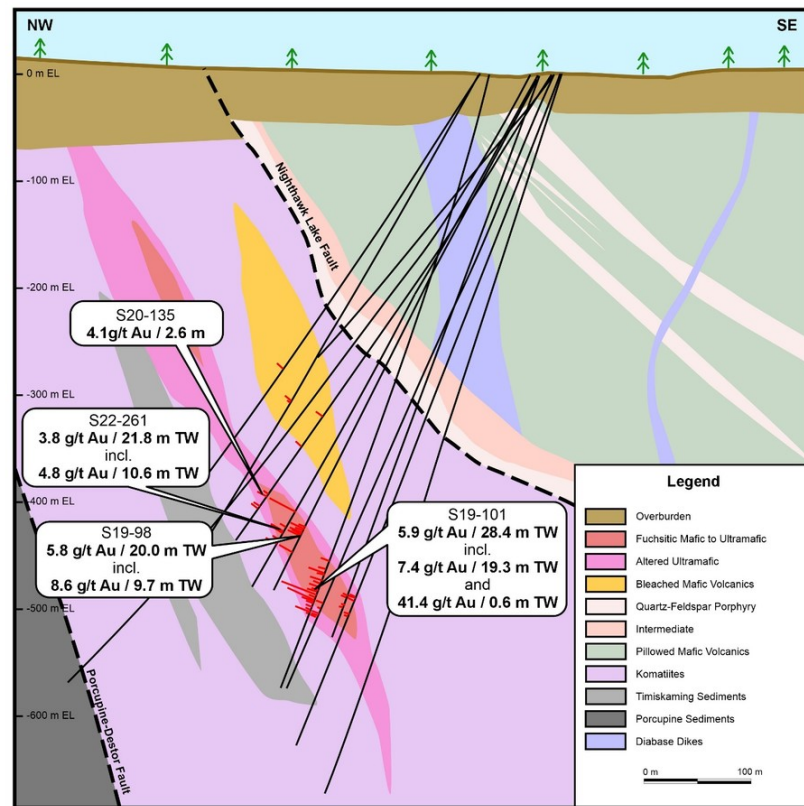 NW
SE
0 m EL
-100 m EL
-200 m EL
-300 m EL
-400 m EL
-500 m EL
-600 m EL
Nighthawk Lake Fault
Porcupine-Destor Fault
S20-135
4.1g/t Au / 2.6 m
S22-261
3.8 g/t Au / 21.8 m TW
incl.
4.8 g/t Au / 10.6 m TW
S19-98
5.8 g/t Au / 20.0 m TW
incl.
8.6 g/t Au / 9.7 m TW
S19-101
5.9 g/t Au / 28.4 m TW
incl.
7.4 g/t Au / 19.3 m TW
and
41.4 g/t Au / 0.6 m TW
Legend
Overburden
Fuchsitic Mafic to Ultramafic
Altered Ultramafic
Bleached Mafic Volcanics
Quartz-Feldspar Porphyry
Intermediate
Pillowed Mafic Volcanics
Komatiites
Timiskaming Sediments
Porcupine Sediments
Diabase Dikes
0 m
100 m